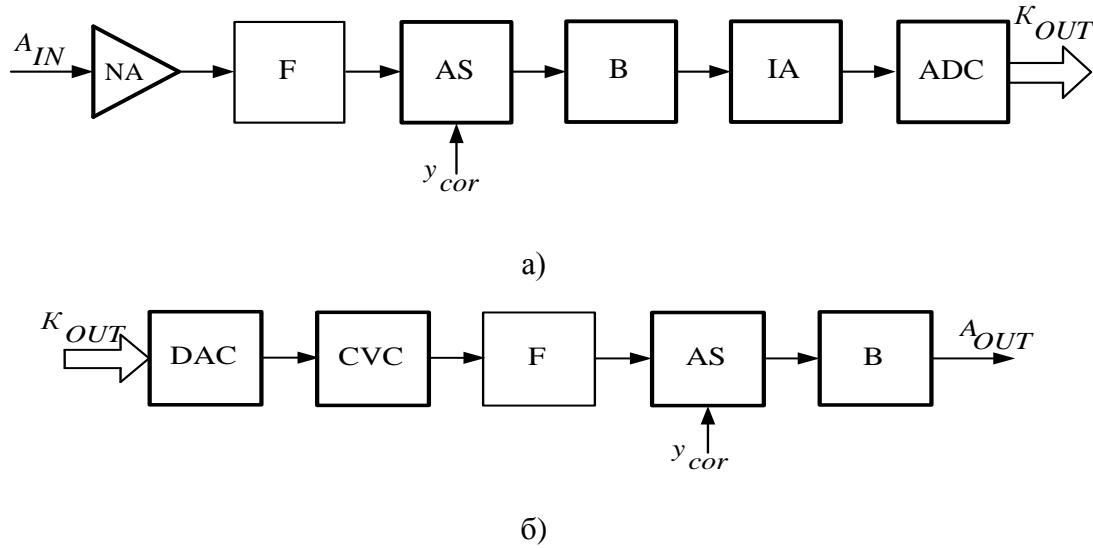 A_IN NA F AS B IA ADC K_OUT
y_cor
а)
K_OUT DAC CVC F AS B A_OUT
y_cor
б)